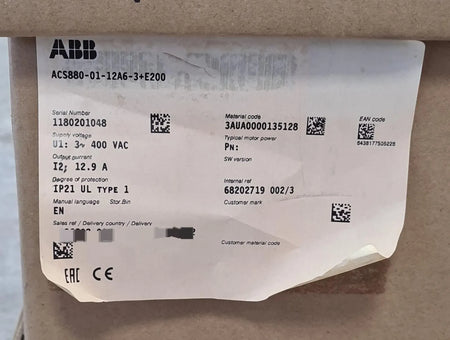 ABB
ACS880-01-12A6-3+E200
Serial Number
1180201048
Supply voltage
U1: 3~ 400 VAC
Output current
I2; 12.9 A
Degree of protection
IP21 UL TYPE 1
Manual language Stor.Bin
EN
Sales ref / Delivery country / Delivery
EAC CE
Material code
3AUA0000135128
Typical motor power
PN:
SW version
Internal ref
68202719 002/3
Customer mark
Customer material code
EAN code
6438177505228